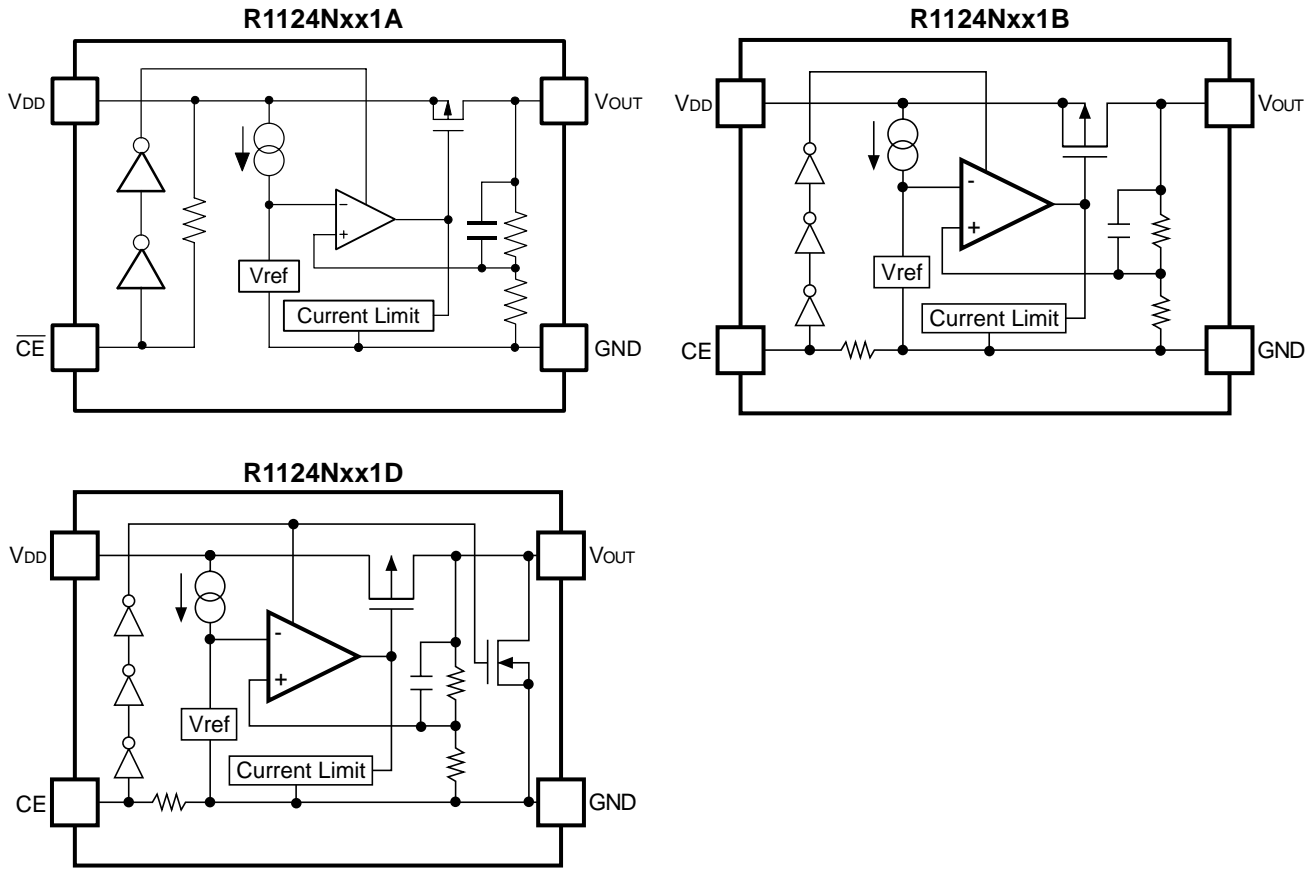 R1124Nxx1A
VDD
VOUT
−
+
Vref
Current Limit
CE
GND
R1124Nxx1B
VDD
VOUT
-
+
Vref
Current Limit
CE
GND
R1124Nxx1D
VDD
VOUT
-
+
Vref
Current Limit
CE
GND